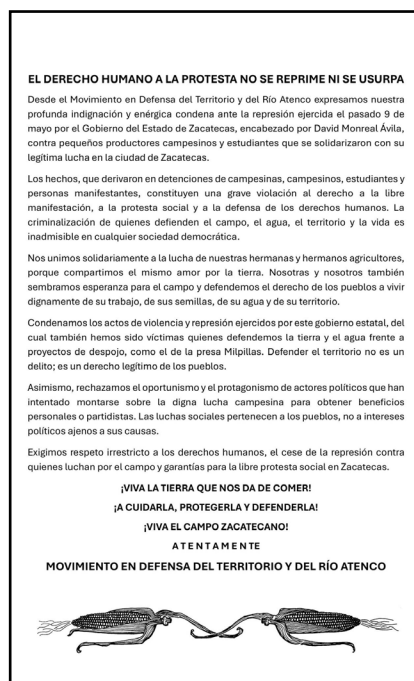 EL DERECHO HUMANO A LA PROTESTA NO SE REPRIME NI SE USURPA
Desde el Movimiento en Defensa del Territorio y del Río Atenco expresamos nuestra
profunda indignación y enérgica condena ante la represión ejercida el pasado 9 de
mayo por el Gobierno del Estado de Zacatecas, encabezado por David Monreal Ávila,
contra pequeños productores campesinos y estudiantes que se solidarizaron con su
legítima lucha en la ciudad de Zacatecas.
Los hechos, que derivaron en detenciones de campesinas, campesinos, estudiantes y
personas manifestantes, constituyen una grave violación al derecho a la libre
manifestación, a la protesta social y a la defensa de los derechos humanos. La
criminalización de quienes defienden el campo, el agua, el territorio y la vida es
inadmisible en cualquier sociedad democrática.
Nos unimos solidariamente a la lucha de nuestras hermanas y hermanos agricultores,
porque compartimos el mismo amor por la tierra. Nosotras y nosotros también
sembramos esperanza para el campo y defendemos el derecho de los pueblos a vivir
dignamente de su trabajo, de sus semillas, de su agua y de su territorio.
Condenamos los actos de violencia y represión ejercidos por este gobierno estatal, del
cual también hemos sido víctimas quienes defendemos la tierra y el agua frente a
proyectos de despojo, como el de la presa Milpillas. Defender el territorio no es un
delito; es un derecho legítimo de los pueblos.
Asimismo, rechazamos el oportunismo y el protagonismo de actores políticos que han
intentado montarse sobre la digna lucha campesina para obtener beneficios
personales o partidistas. Las luchas sociales pertenecen a los pueblos, no a intereses
políticos ajenos a sus causas.
Exigimos respeto irrestricto a los derechos humanos, el cese de la represión contra
quienes luchan por el campo y garantías para la libre protesta social en Zacatecas.
¡VIVA LA TIERRA QUE NOS DA DE COMER!
¡A CUIDARLA, PROTEGERLA Y DEFENDERLA!
¡VIVA EL CAMPO ZACATECANO!
A T E N T A M E N T E
MOVIMIENTO EN DEFENSA DEL TERRITORIO Y DEL RÍO ATENCO